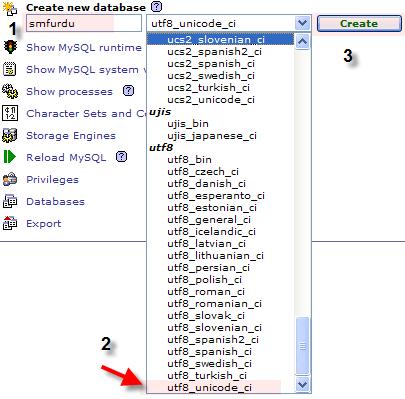 Create new database
1
smfurdu
utf8_unicode_ci
Create
3
Show MySQL runtime
Show MySQL system v
Show processes
Character Sets and Co
Storage Engines
Reload MySQL
Privileges
Databases
Export
ucs2_slovenian_ci
ucs2_spanish2_ci
ucs2_spanish_ci
ucs2_swedish_ci
ucs2_turkish_ci
ucs2_unicode_ci
ujis
ujis_bin
ujis_japanese_ci
utf8
utf8_bin
utf8_czech_ci
utf8_danish_ci
utf8_esperanto_ci
utf8_estonian_ci
utf8_general_ci
utf8_icelandic_ci
utf8_latvian_ci
utf8_lithuanian_ci
utf8_persian_ci
utf8_polish_ci
utf8_roman_ci
utf8_romanian_ci
utf8_slovak_ci
utf8_slovenian_ci
utf8_spanish2_ci
utf8_spanish_ci
utf8_swedish_ci
utf8_turkish_ci
2
utf8_unicode_ci